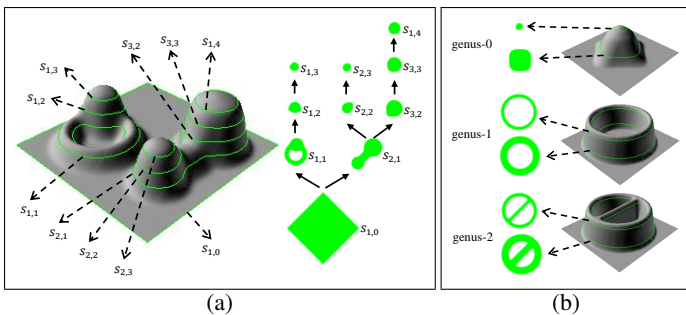 s3,2
s3,3
s1,4
s1,3
s1,2
s1,1
s2,1
s2,2
s2,3
s1,0
s1,4
s1,3
s2,3
s3,3
s1,2
s2,2
s3,2
s1,1
s2,1
s1,0
(a)
genus-0
genus-1
genus-2
(b)